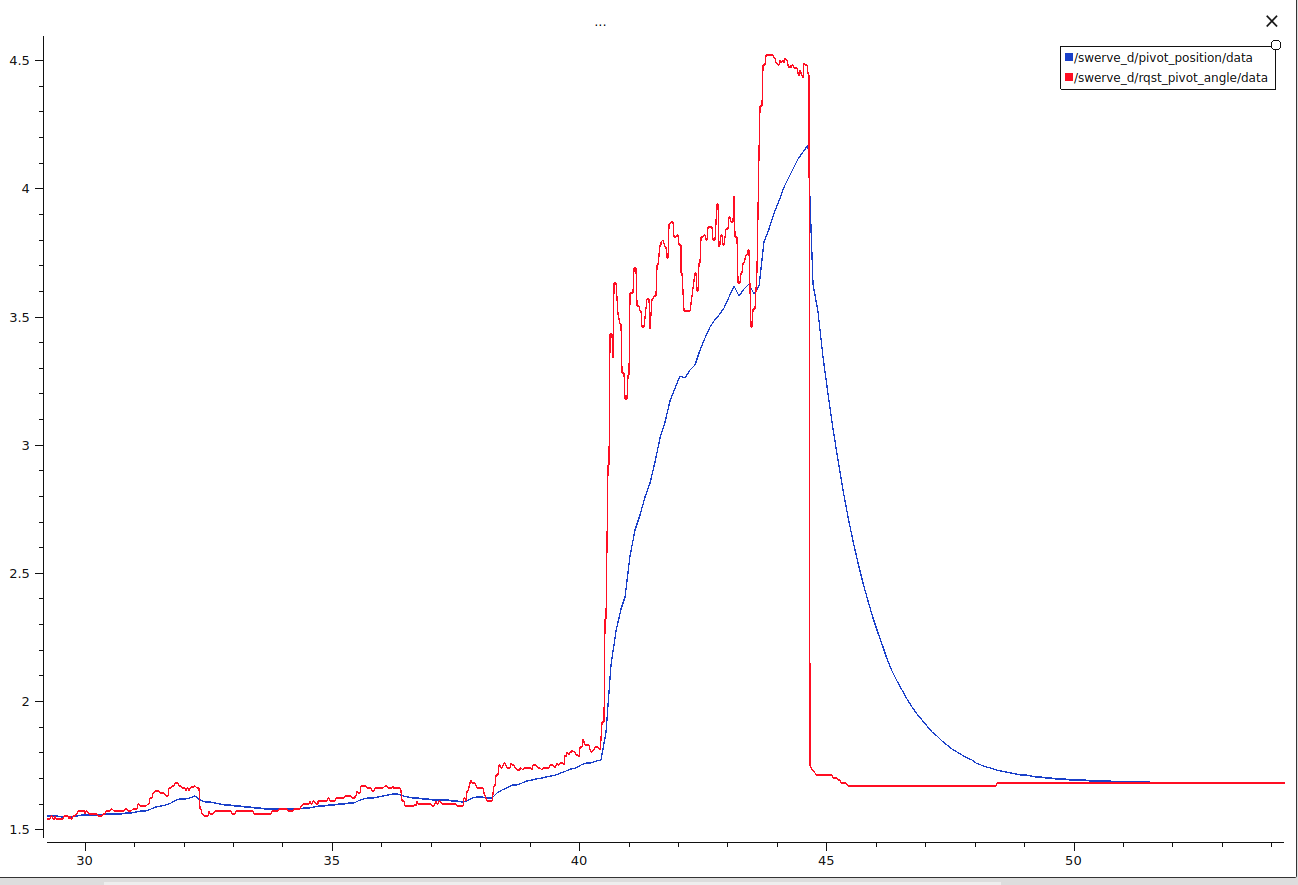 ...
/swerve_d/pivot_position/data
/swerve_d/rqst_pivot_angle/data
4.5
4
3.5
3
2.5
2
1.5
30 35 40 45 50